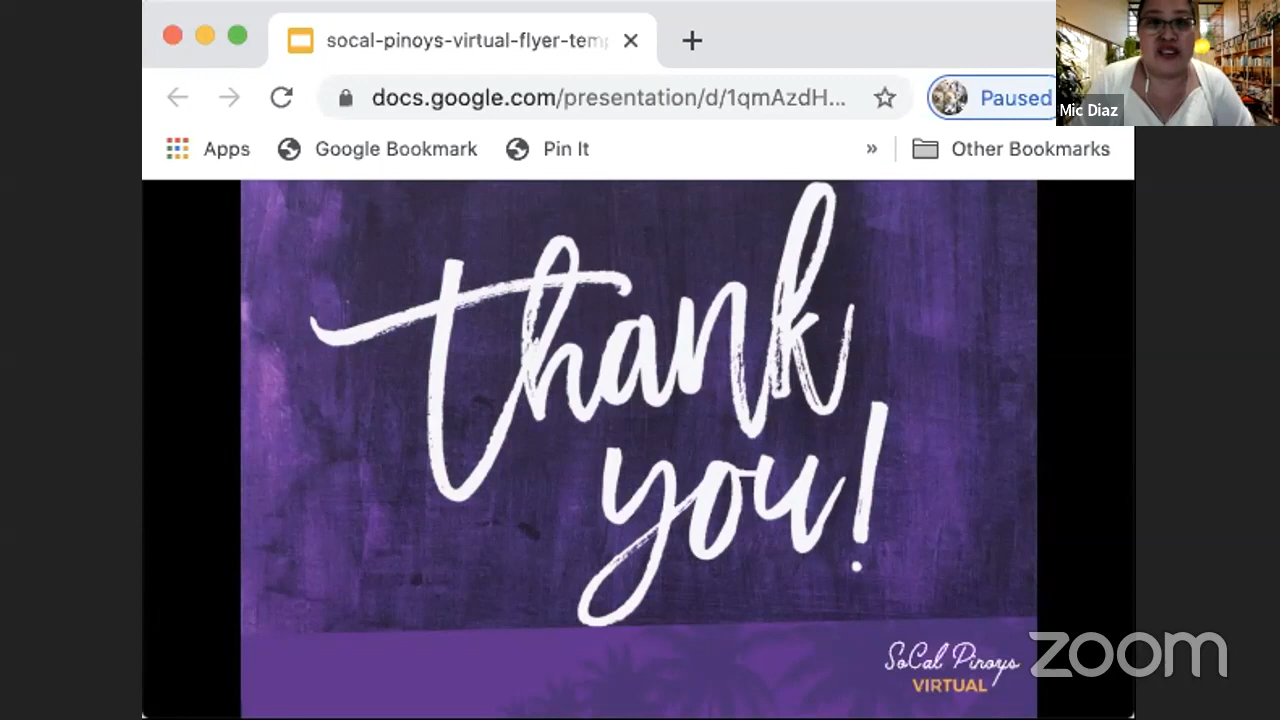 socal-pinoys-virtual-flyer-tem
docs.google.com/presentation/d/1qmAzdH...
Paused
Mic Diaz
Apps
Google Bookmark
Pin It
»
Other Bookmarks
thank
you!
SoCal Pinoys
VIRTUAL
zoom